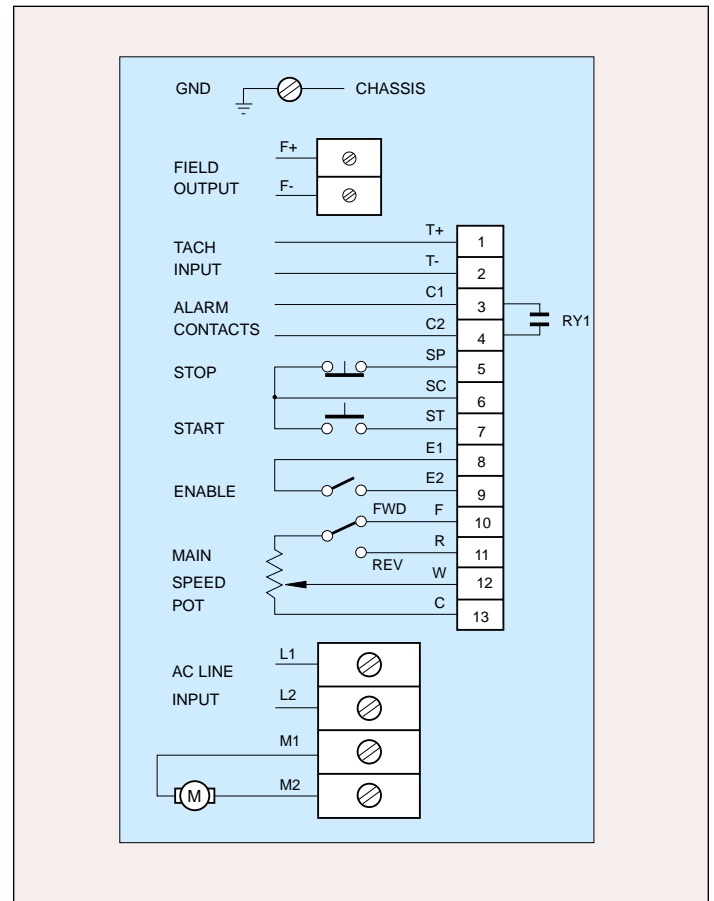 GND CHASSIS
F+
FIELD
OUTPUT
F-
T+ 1
TACH
INPUT
T- 2
C1 3
ALARM
CONTACTS
RY1
C2 4
SP 5
STOP
SC 6
ST 7
START
E1 8
E2 9
ENABLE
FWD F 10
R 11
REV
MAIN
SPEED
POT
W 12
C 13
L1
AC LINE
INPUT
L2
M1
M2
M